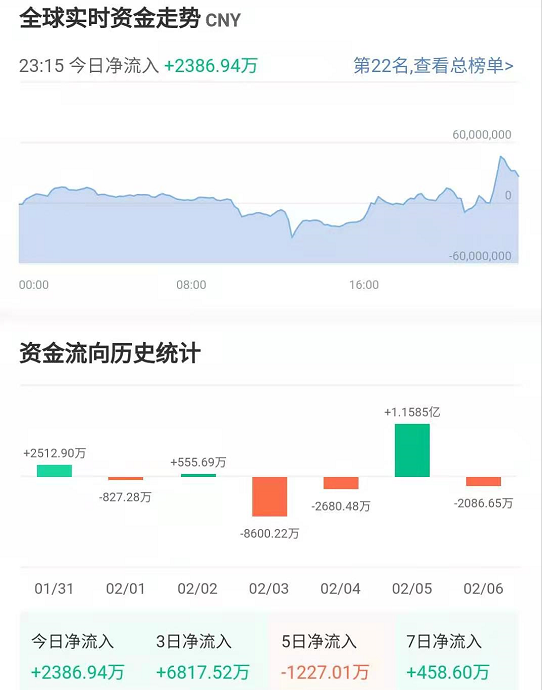 全球实时资金走势 CNY
23:15 今日净流入 +2386.94万 第22名,查看总榜单>
60,000,000
0
-60,000,000
00:00 08:00 16:00
资金流向历史统计
+1.1585亿
+2512.90万
+555.69万
-827.28万
-2680.48万
-2086.65万
-8600.22万
01/31 02/01 02/02 02/03 02/04 02/05 02/06
今日净流入 3日净流入 5日净流入 7日净流入
+2386.94万 +6817.52万 -1227.01万 +458.60万